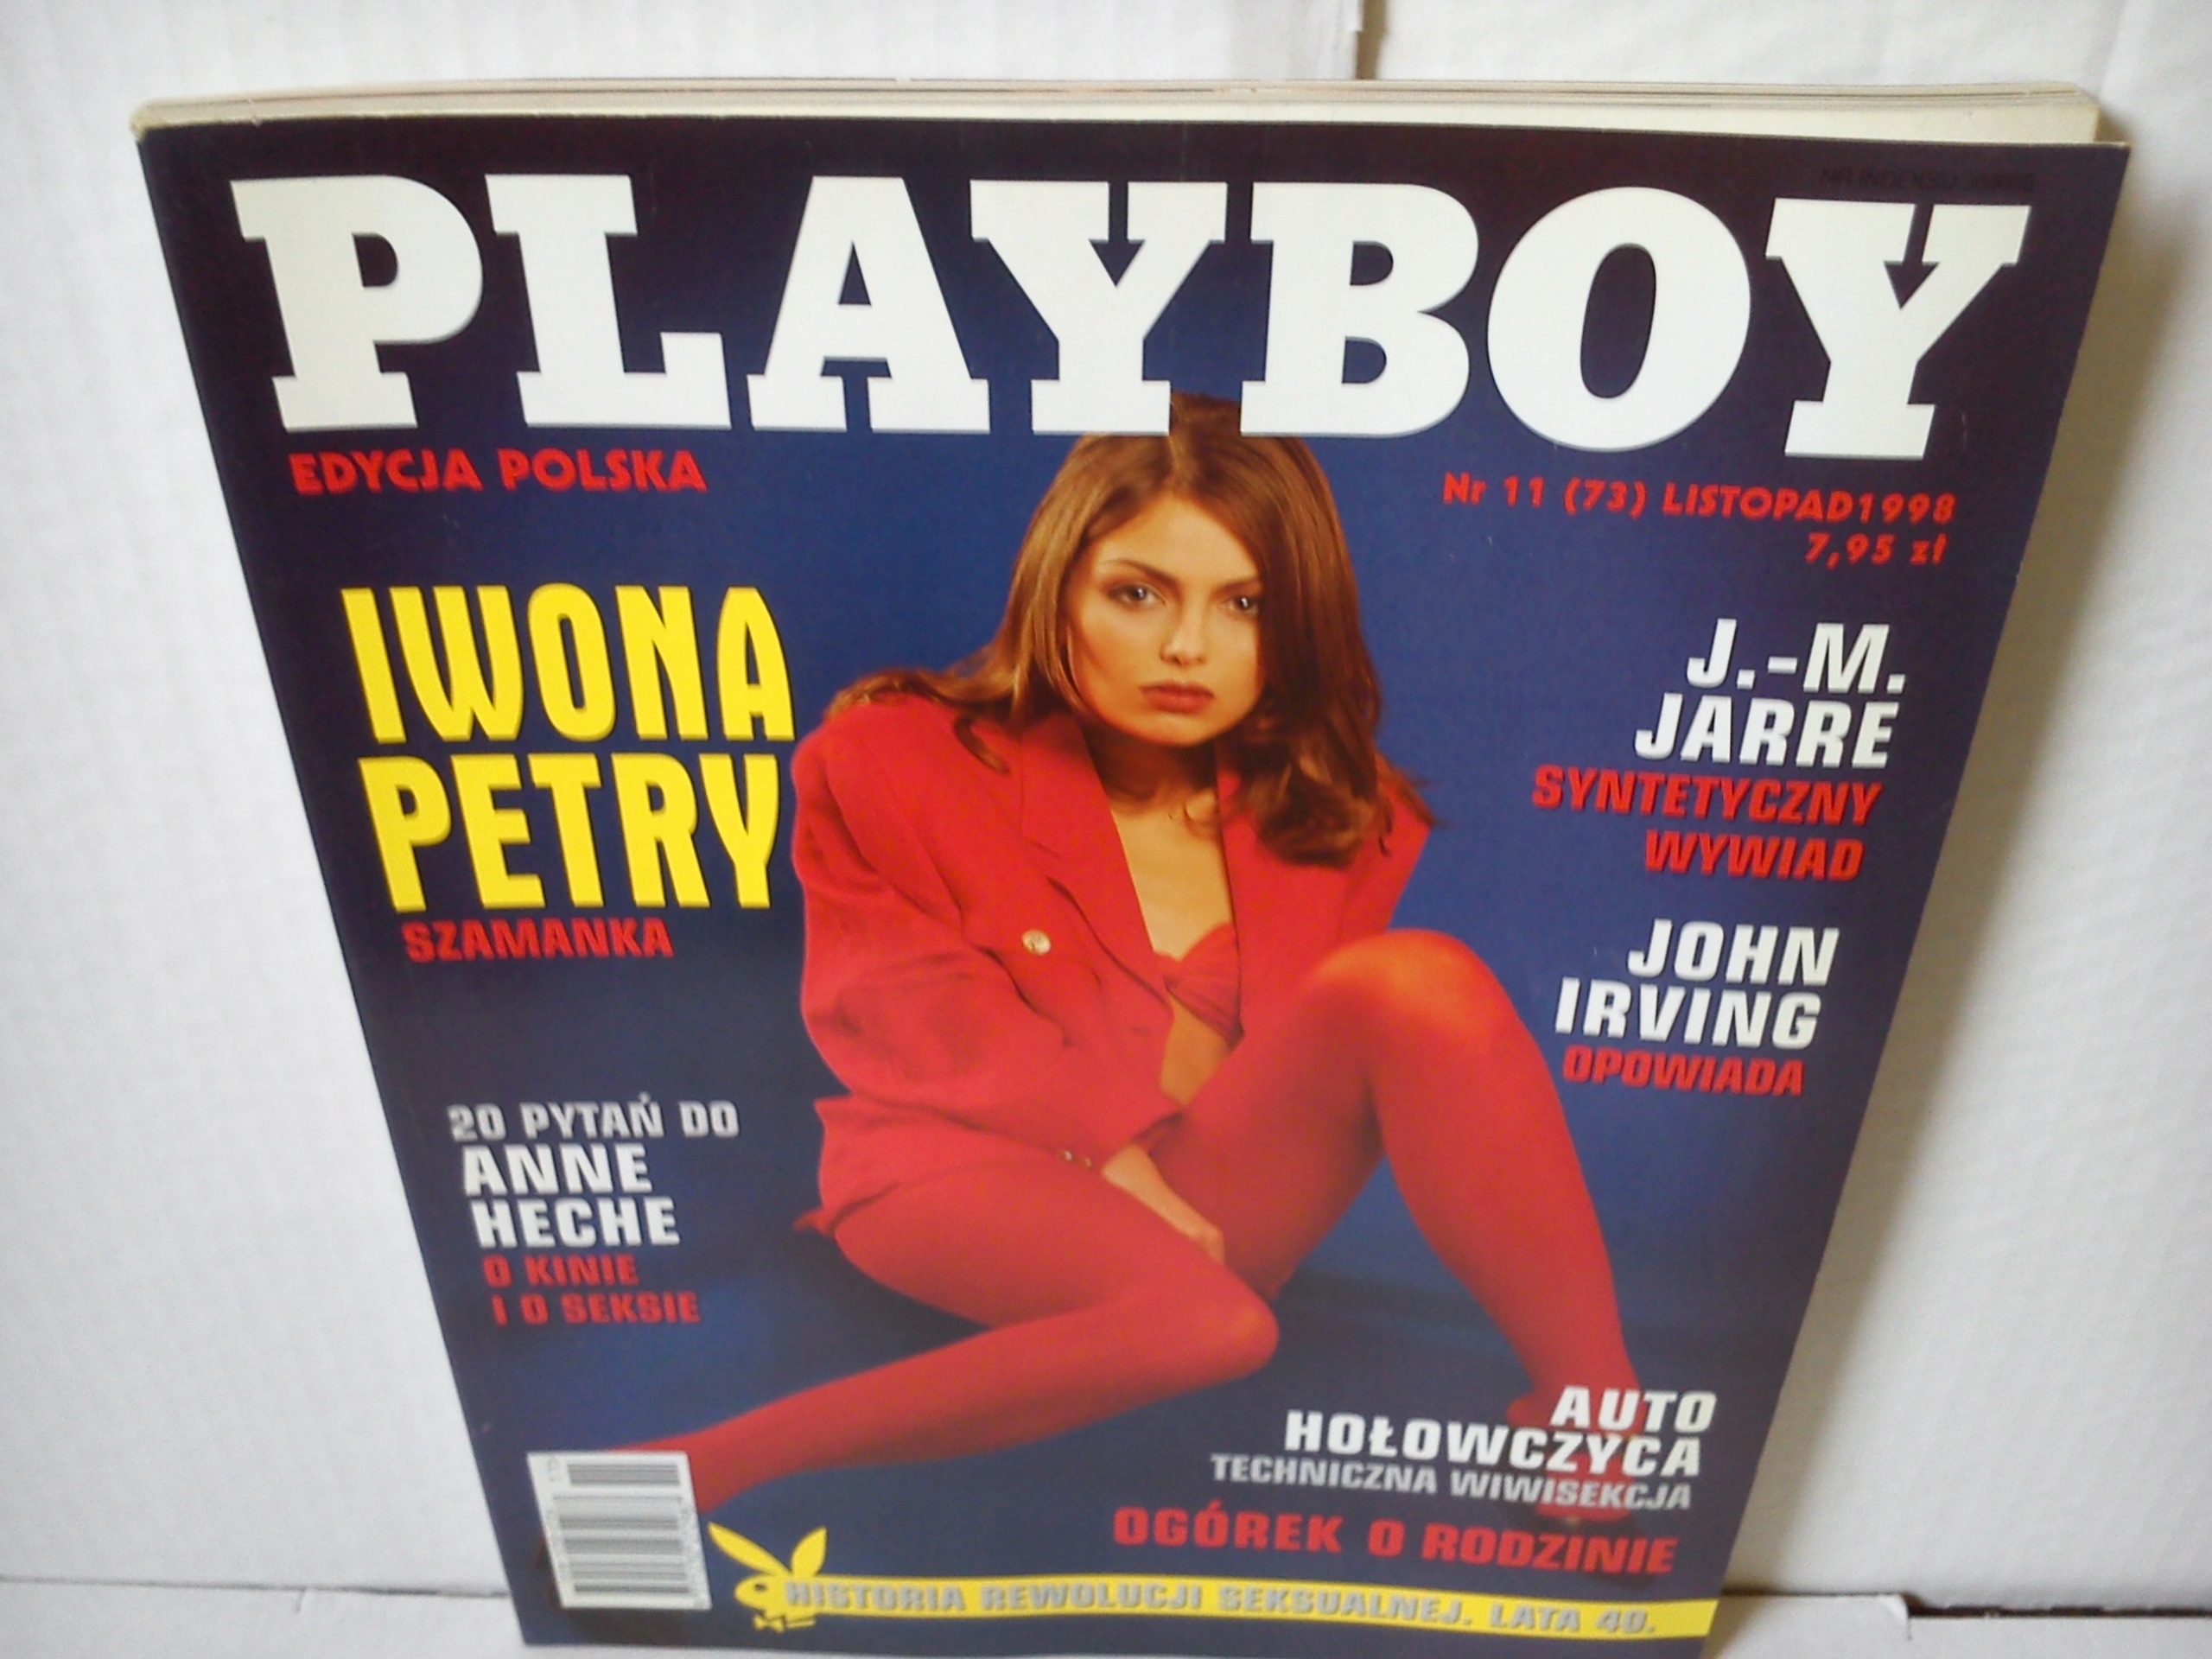 PLAYBOY
EDYCJA POLSKA
Nr 11 (73) LISTOPAD1998
7,95 zł
IWONA
PETRY
SZAMANKA
J.-M.
JARRE
SYNTETYCZNY
WYWIAD
JOHN
IRVING
OPOWIADA
20 PYTAŃ DO
ANNE
HECHE
O KINIE
I O SEKSIE
AUTO
HOŁOWCZYCA
TECHNICZNA WIWISEKCJA
OGÓREK O RODZINIE
HISTORIA REWOLUCJI SEKSUALNEJ. LATA 40.